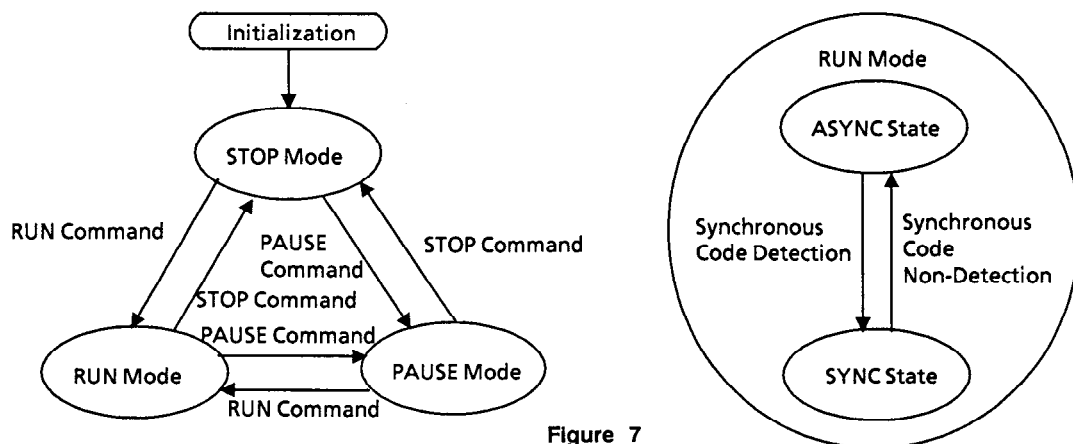 Initialization
STOP Mode
RUN Command
PAUSE
Command
STOP Command
STOP Command
PAUSE Command
RUN Mode
PAUSE Mode
RUN Command
RUN Mode
ASYNC State
Synchronous
Code Detection
Synchronous
Code
Non-Detection
SYNC State
Figure 7